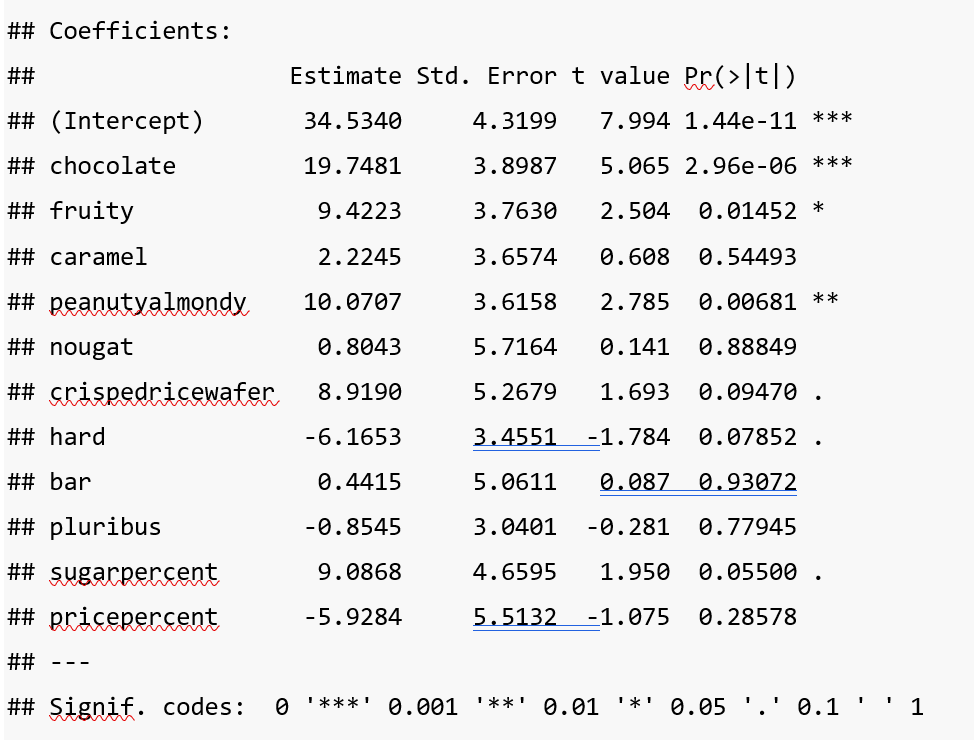 ## Coefficients:
##                  Estimate Std. Error t value Pr(>|t|)
## (Intercept)       34.5340     4.3199   7.994 1.44e-11 ***
## chocolate         19.7481     3.8987   5.065 2.96e-06 ***
## fruity             9.4223     3.7630   2.504  0.01452 *
## caramel            2.2245     3.6574   0.608  0.54493
## peanutyalmondy    10.0707     3.6158   2.785  0.00681 **
## nougat             0.8043     5.7164   0.141  0.88849
## crispedricewafer   8.9190     5.2679   1.693  0.09470 .
## hard              -6.1653     3.4551  -1.784  0.07852 .
## bar                0.4415     5.0611   0.087  0.93072
## pluribus          -0.8545     3.0401  -0.281  0.77945
## sugarpercent       9.0868     4.6595   1.950  0.05500 .
## pricepercent      -5.9284     5.5132  -1.075  0.28578
## ---
## Signif. codes:  0 '***' 0.001 '**' 0.01 '*' 0.05 '.' 0.1 ' ' 1